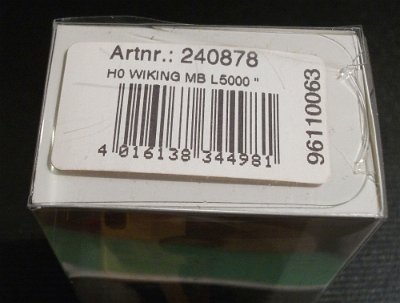 Artnr.: 240878
H0 WIKING MB L5000 "
4 016138 344981
96110063